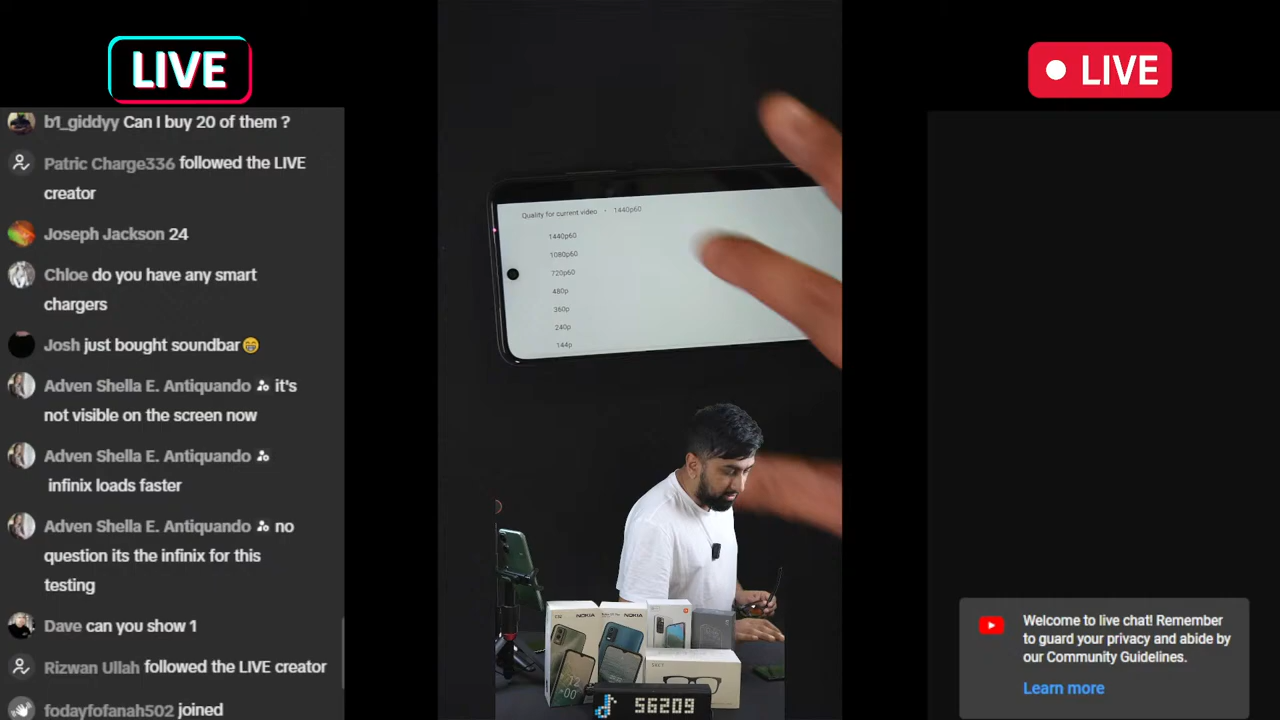 LIVE
b1_giddyy Can I buy 20 of them ?
Patric Charge336 followed the LIVE
creator
Joseph Jackson 24
Chloe do you have any smart
chargers
Josh just bought soundbar😁
Adven Shella E. Antiquando it's
not visible on the screen now
Adven Shella E. Antiquando
infinix loads faster
Adven Shella E. Antiquando no
question its the infinix for this
testing
Dave can you show 1
Rizwan Ullah followed the LIVE creator
fodayfofanah502 joined
Quality for current video • 1440p60
1440p60
1080p60
720p60
480p
360p
240p
144p
NOKIA
NOKIA
56209
LIVE
Welcome to live chat! Remember
to guard your privacy and abide by
our Community Guidelines.
Learn more